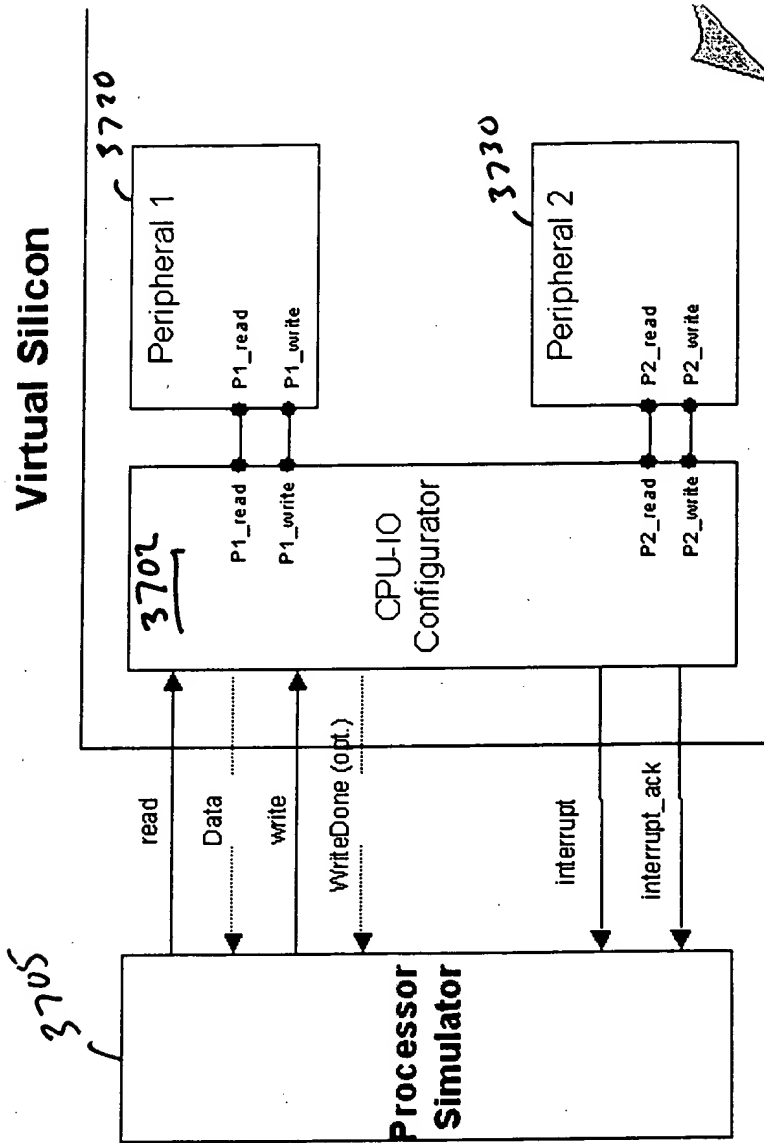 Virtual Silicon
3705
Processor
Simulator
read
Data
write
WriteDone (opt.)
interrupt
interrupt_ack
3702
CPU-IO
Configurator
P1_read
P1_write
P2_read
P2_write
3720
Peripheral 1
P1_read
P1_write
3730
Peripheral 2
P2_read
P2_write